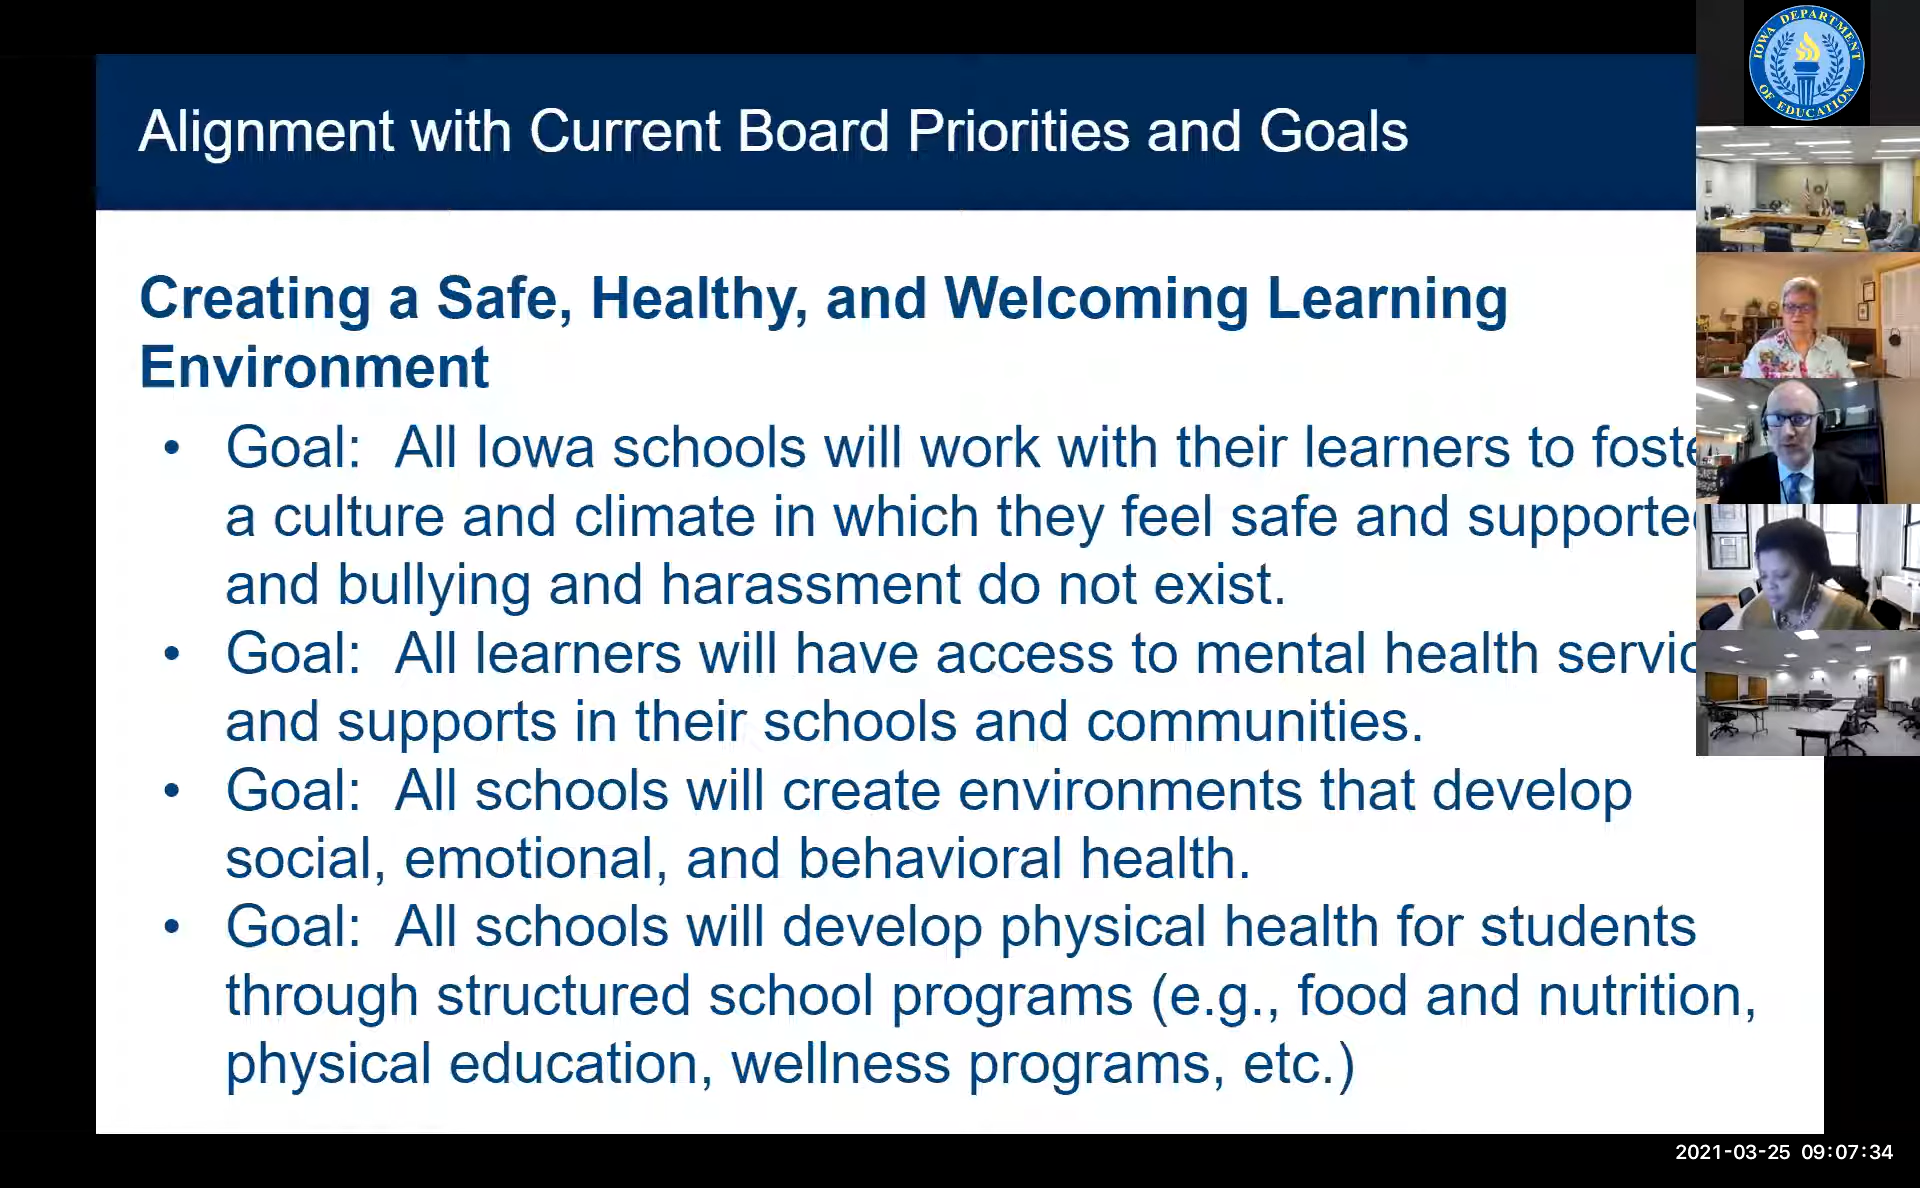 Alignment with Current Board Priorities and Goals
Creating a Safe, Healthy, and Welcoming Learning
Environment
• Goal: All Iowa schools will work with their learners to foste
a culture and climate in which they feel safe and supporte
and bullying and harassment do not exist.
• Goal: All learners will have access to mental health servic
and supports in their schools and communities.
• Goal: All schools will create environments that develop
social, emotional, and behavioral health.
• Goal: All schools will develop physical health for students
through structured school programs (e.g., food and nutrition,
physical education, wellness programs, etc.)
IOWA DEPARTMENT
OF EDUCATION
2021-03-25 09:07:34